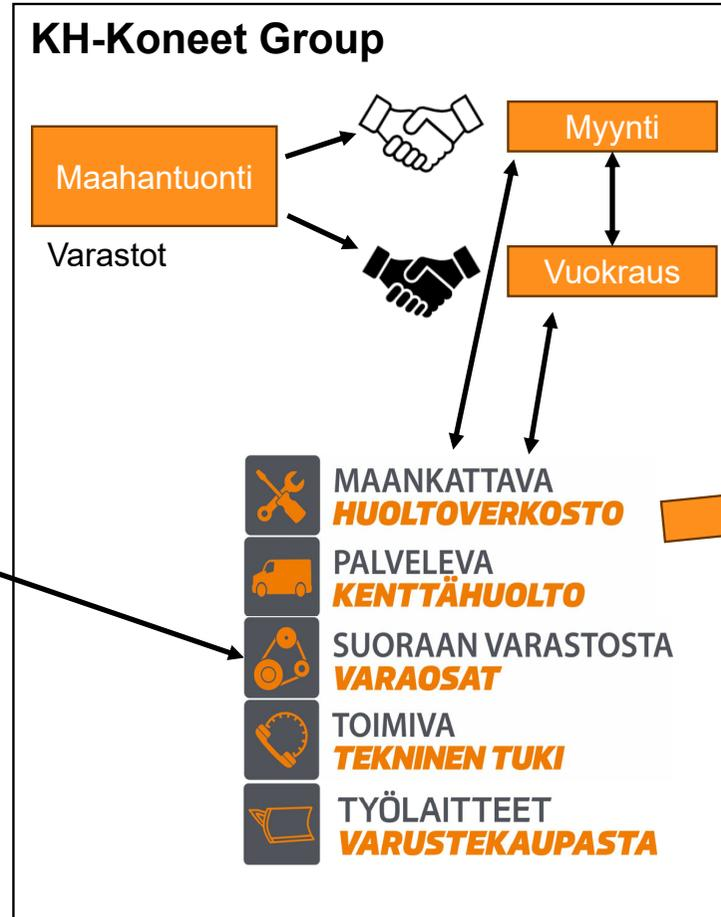 KH-Koneet Group
Maahantuonti
Varastot
Myynti
Vuokraus
MAANKATTAVA
HUOLTOVERKOSTO
PALVELEVA
KENTTÄHUOLTO
SUORAAN VARASTOSTA
VARAOSAT
TOIMIVA
TEKNINEN TUKI
TYÖLAITTEET
VARUSTEKAUPASTA